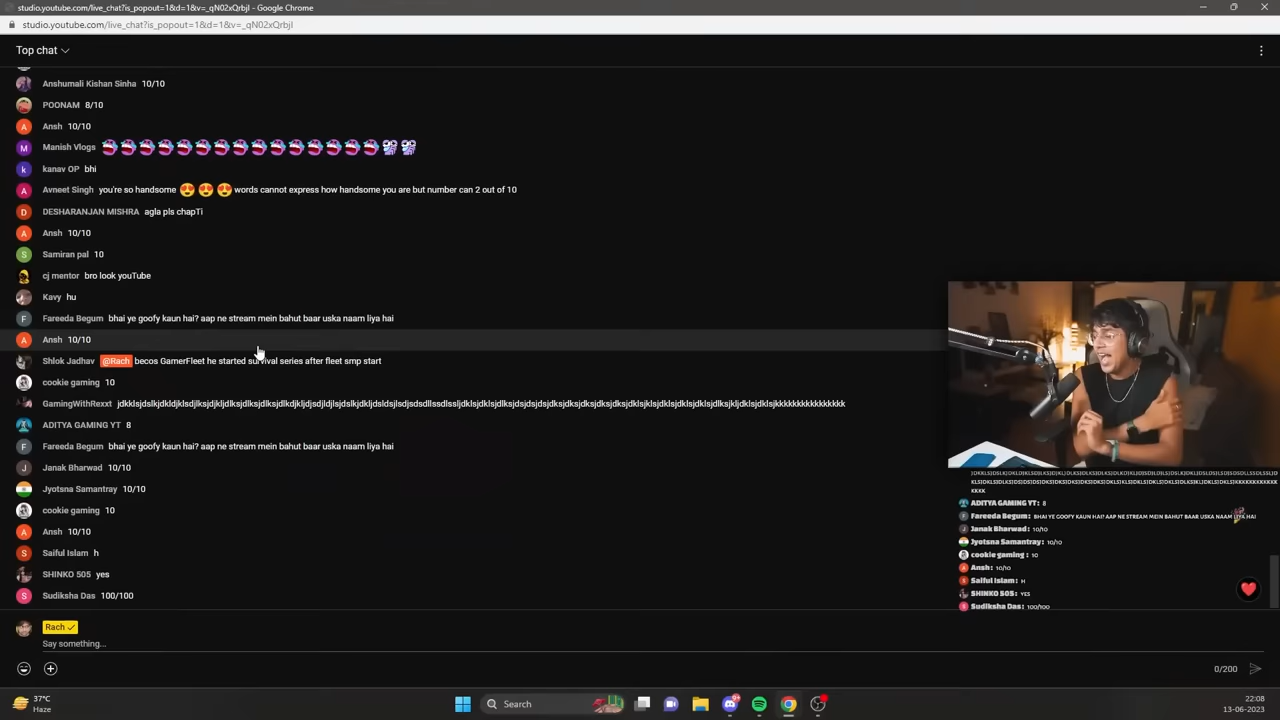 studio.youtube.com/live_chat?is_popout=1&d=1&v=_qN02xQrbjI - Google Chrome
studio.youtube.com/live_chat?is_popout=1&d=1&v=_qN02xQrbjI
Top chat
Anshumali Kishan Sinha 10/10
POONAM 8/10
A Ansh 10/10
M Manish Vlogs
k kanav OP bhi
A Avneet Singh you're so handsome 😍 😍 😍 words cannot express how handsome you are but number can 2 out of 10
D DESHARANJAN MISHRA agla pls chapTi
A Ansh 10/10
S Samiran pal 10
cj mentor bro look youTube
Kavy hu
F Fareeda Begum bhai ye goofy kaun hai? aap ne stream mein bahut baar uska naam liya hai
A Ansh 10/10
Shlok Jadhav @Rach becos GamerFleet he started survival series after fleet smp start
cookie gaming 10
GamingWithRexxt
ADITYA GAMING YT 8
F Fareeda Begum bhai ye goofy kaun hai? aap ne stream mein bahut baar uska naam liya hai
J Janak Bharwad 10/10
Jyotsna Samantray 10/10
cookie gaming 10
A Ansh 10/10
S Saiful Islam h
SHINKO 505 yes
S Sudiksha Das 100/100
Rach ✓
Say something...
0/200
ADITYA GAMING YT: 8
F Fareeda Begum: BHAI YE GOOFY KAUN HAI? AAP NE STREAM MEIN BAHUT BAAR USKA NAAM LIYA HAI
J Janak Bharwad: 10/10
Jyotsna Samantray: 10/10
cookie gaming : 10
A Ansh: 10/10
S Saiful Islam: H
SHINKO 505: YES
S Sudiksha Das: 100/100
37°C
Haze
Search
22:08
13-06-2023